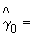 γ̂₀ =